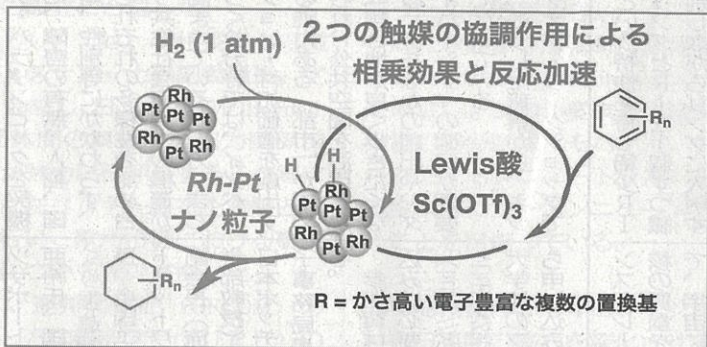 H₂ (1 atm)
2つの触媒の協調作用による
相乗効果と反応加速
Rh
Pt Pt
Pt
Rh Rh
Pt
Rh-Pt
ナノ粒子
H H
Rh
Pt Pt Pt
Rh Rh
Pt
Lewis酸
Sc(OTf)₃
Rₙ
Rₙ
R = かさ高い電子豊富な複数の置換基